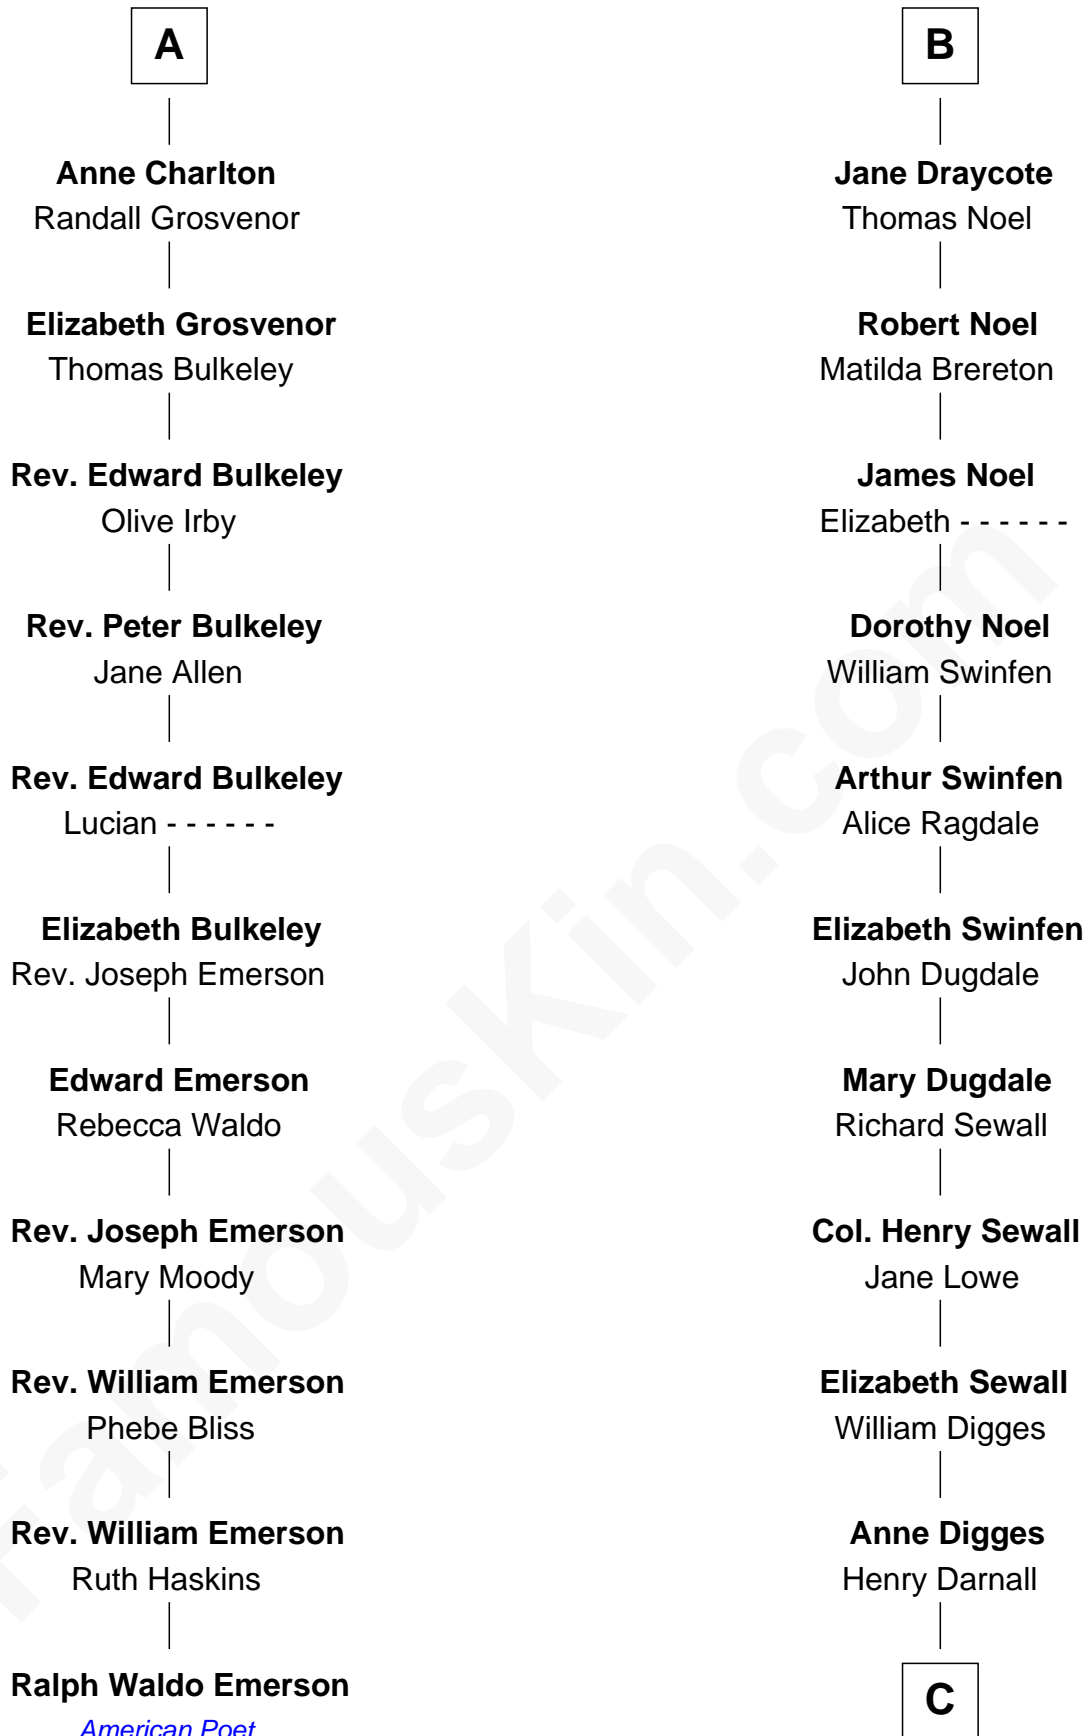 A
Anne Charlton
Randall Grosvenor
Elizabeth Grosvenor
Thomas Bulkeley
Rev. Edward Bulkeley
Olive Irby
Rev. Peter Bulkeley
Jane Allen
Rev. Edward Bulkeley
Lucian - - - - - -
Elizabeth Bulkeley
Rev. Joseph Emerson
Edward Emerson
Rebecca Waldo
Rev. Joseph Emerson
Mary Moody
Rev. William Emerson
Phebe Bliss
Rev. William Emerson
Ruth Haskins
Ralph Waldo Emerson
American Poet
B
Jane Draycote
Thomas Noel
Robert Noel
Matilda Brereton
James Noel
Elizabeth - - - - - -
Dorothy Noel
William Swinfen
Arthur Swinfen
Alice Ragdale
Elizabeth Swinfen
John Dugdale
Mary Dugdale
Richard Sewall
Col. Henry Sewall
Jane Lowe
Elizabeth Sewall
William Digges
Anne Digges
Henry Darnall
C
FamousKin.com